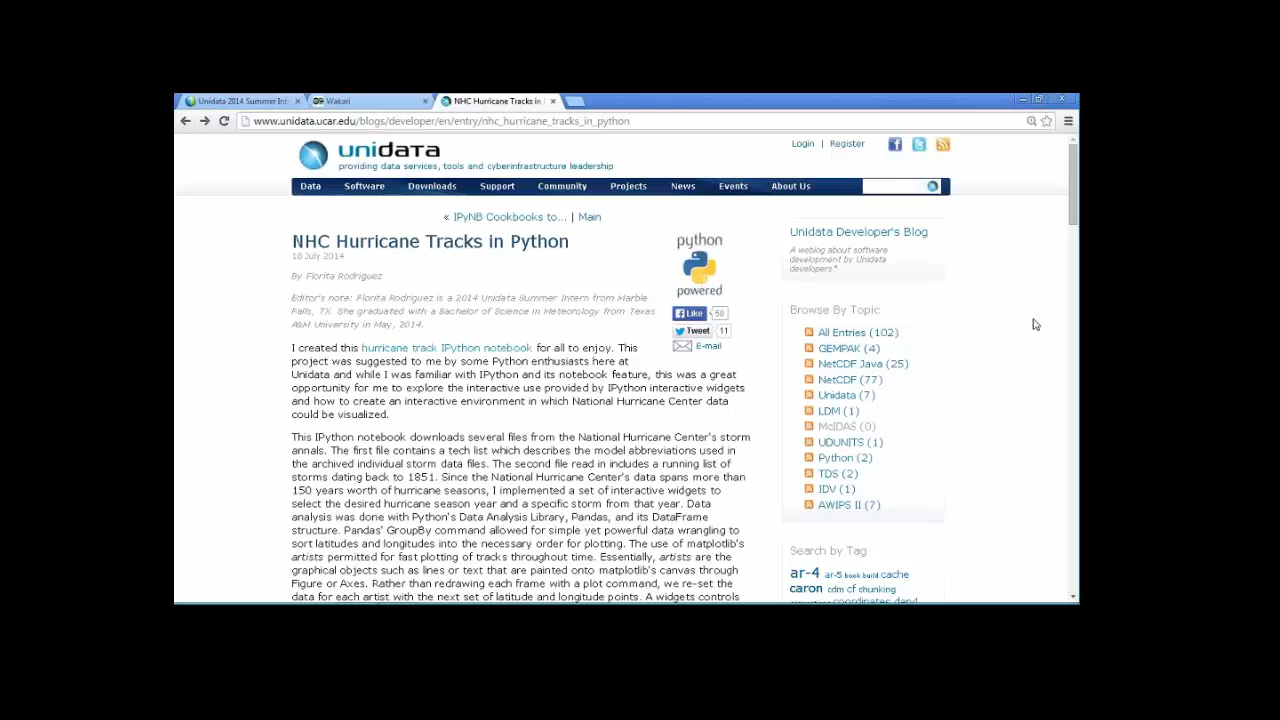 Unidata 2014 Summer Int
Wakari
NHC Hurricane Tracks in
www.unidata.ucar.edu/blogs/developer/en/entry/nhc_hurricane_tracks_in_python
unidata
providing data services, tools and cyberinfrastructure leadership
Login | Register
Data Software Downloads Support Community Projects News Events About Us
« IPyNB Cookbooks to... | Main
NHC Hurricane Tracks in Python
18 July 2014
By Florita Rodriguez
Editor's note: Florita Rodriguez is a 2014 Unidata Summer Intern from Marble
Falls, TX. She graduated with a Bachelor of Science in Meteorology from Texas
A&M University in May, 2014.
python
powered
Like 50
Tweet 11
E-mail
I created this hurricane track IPython notebook for all to enjoy. This
project was suggested to me by some Python enthusiasts here at
Unidata and while I was familiar with IPython and its notebook feature, this was a great
opportunity for me to explore the interactive use provided by IPython interactive widgets
and how to create an interactive environment in which National Hurricane Center data
could be visualized.
This IPython notebook downloads several files from the National Hurricane Center's storm
annals. The first file contains a tech list which describes the model abbreviations used in
the archived individual storm data files. The second file read in includes a running list of
storms dating back to 1851. Since the National Hurricane Center's data spans more than
150 years worth of hurricane seasons, I implemented a set of interactive widgets to
select the desired hurricane season year and a specific storm from that year. Data
analysis was done with Python's Data Analysis Library, Pandas, and its DataFrame
structure. Pandas' GroupBy command allowed for simple yet powerful data wrangling to
sort latitudes and longitudes into the necessary order for plotting. The use of matplotlib's
artists permitted for fast plotting of tracks throughout time. Essentially, artists are the
graphical objects such as lines or text that are painted onto matplotlib's canvas through
Figure or Axes. Rather than redrawing each frame with a plot command, we re-set the
data for each artist with the next set of latitude and longitude points. A widgets controls
Unidata Developer's Blog
A weblog about software
development by Unidata
developers*
Browse By Topic
All Entries (102)
GEMPAK (4)
NetCDF Java (25)
NetCDF (77)
Unidata (7)
LDM (1)
McIDAS (0)
UDUNITS (1)
Python (2)
TDS (2)
IDV (1)
AWIPS II (7)
Search by Tag
ar-4 ar-5 book build cache
caron cdm cf chunking
coordinates